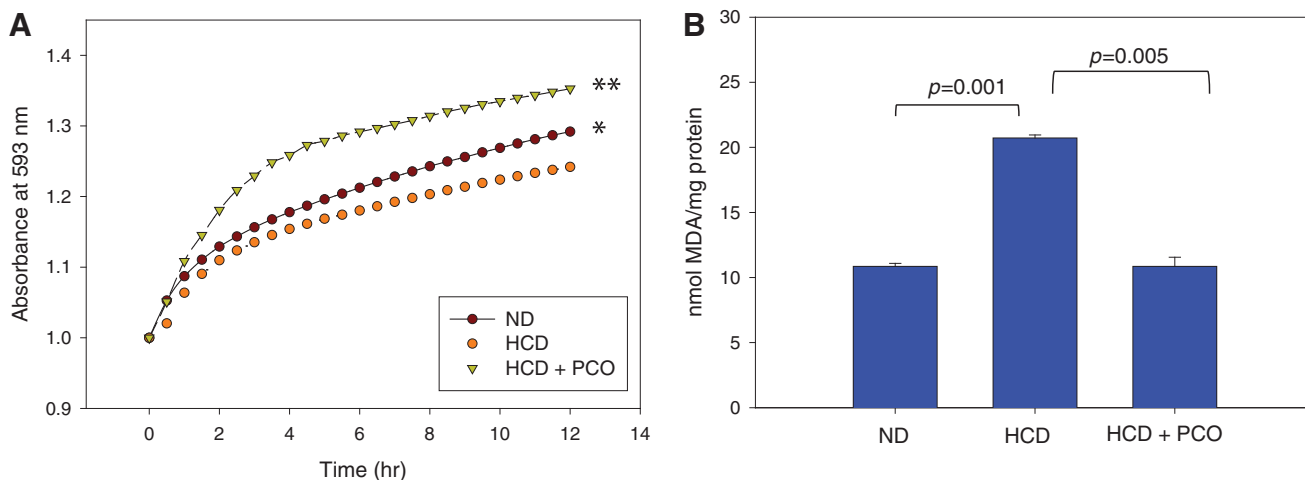 A
Absorbance at 593 nm
1.4
1.3
1.2
1.1
1.0
0.9
**
*
ND
HCD
HCD + PCO
0 2 4 6 8 10 12 14
Time (hr)
B
nmol MDA/mg protein
30
25
20
15
10
5
0
p=0.001
p=0.005
ND HCD HCD + PCO